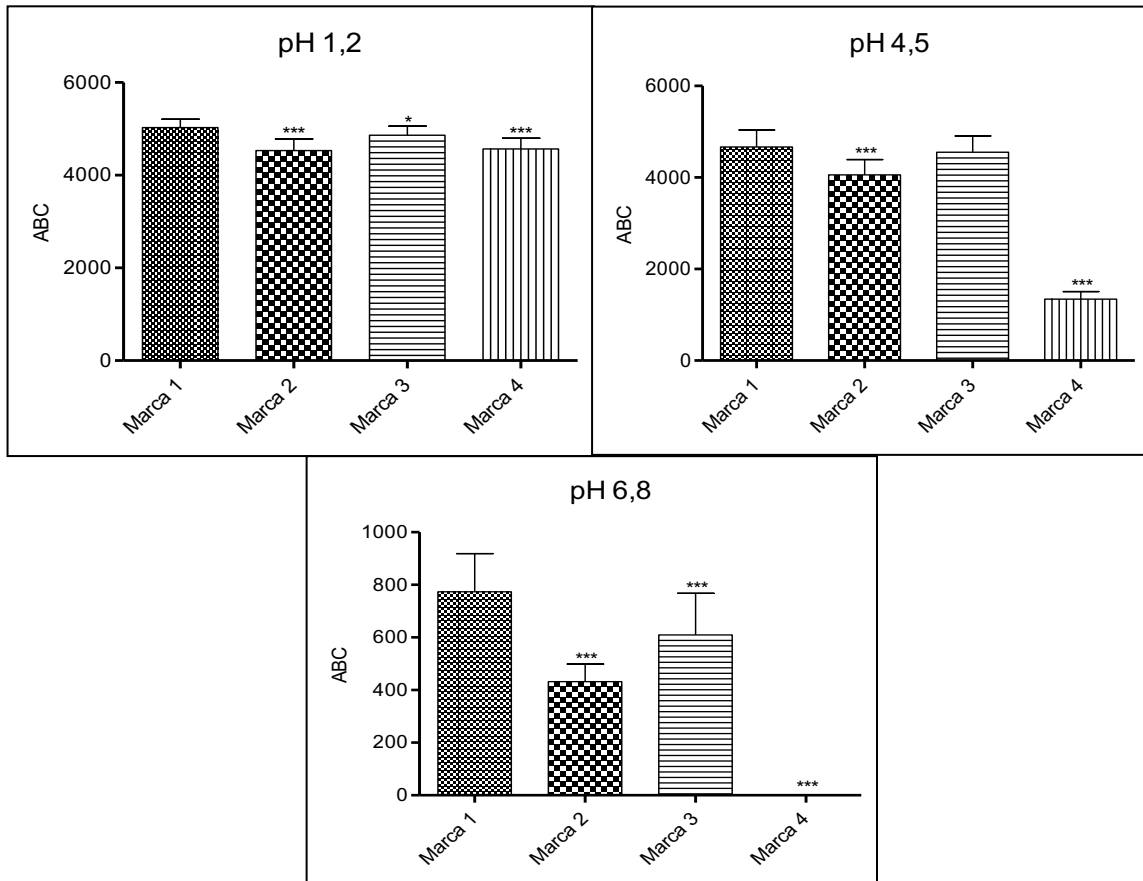 pH 1,2
6000
4000
2000
0
ABC
***
*
***
Marca 1
Marca 2
Marca 3
Marca 4
pH 4,5
6000
4000
2000
0
ABC
***
***
Marca 1
Marca 2
Marca 3
Marca 4
pH 6,8
1000
800
600
400
200
0
ABC
***
***
***
Marca 1
Marca 2
Marca 3
Marca 4